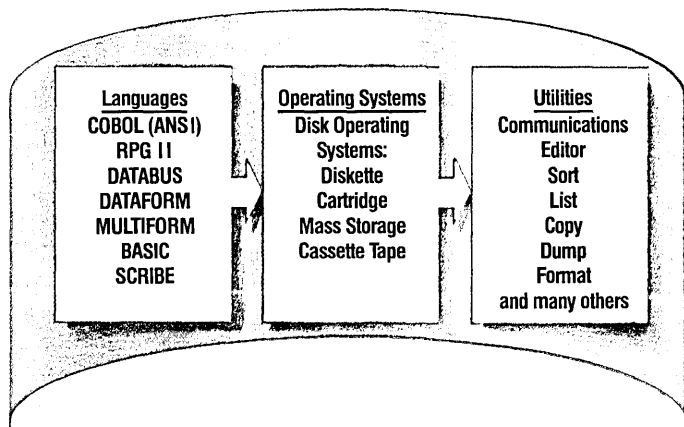 Languages
COBOL (ANSI)
RPG II
DATABUS
DATAFORM
MULTIFORM
BASIC
SCRIBE
Operating Systems
Disk Operating
Systems:
Diskette
Cartridge
Mass Storage
Cassette Tape
Utilities
Communications
Editor
Sort
List
Copy
Dump
Format
and many others